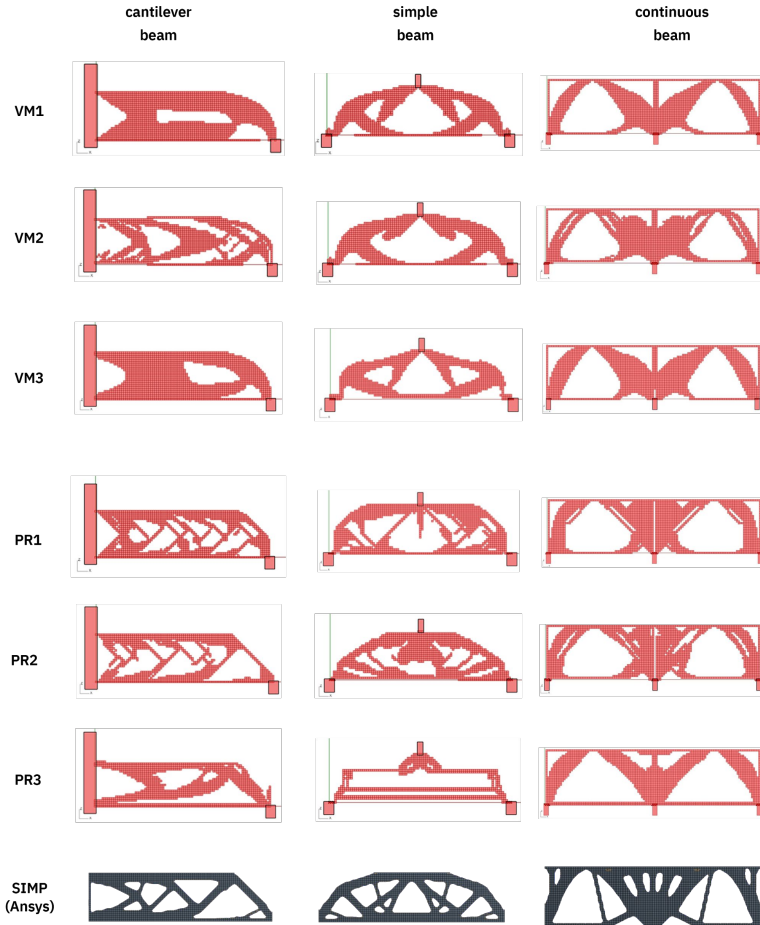 cantilever beam
simple beam
continuous beam
VM1
VM2
VM3
PR1
PR2
PR3
SIMP
(Ansys)